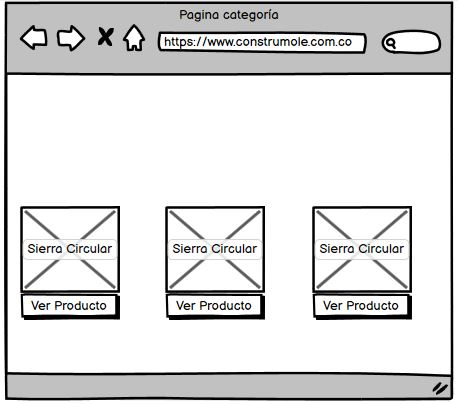 Pagina categoría
https://www.construmole.com.co
Sierra Circular Sierra Circular Sierra Circular
Ver Producto Ver Producto Ver Producto